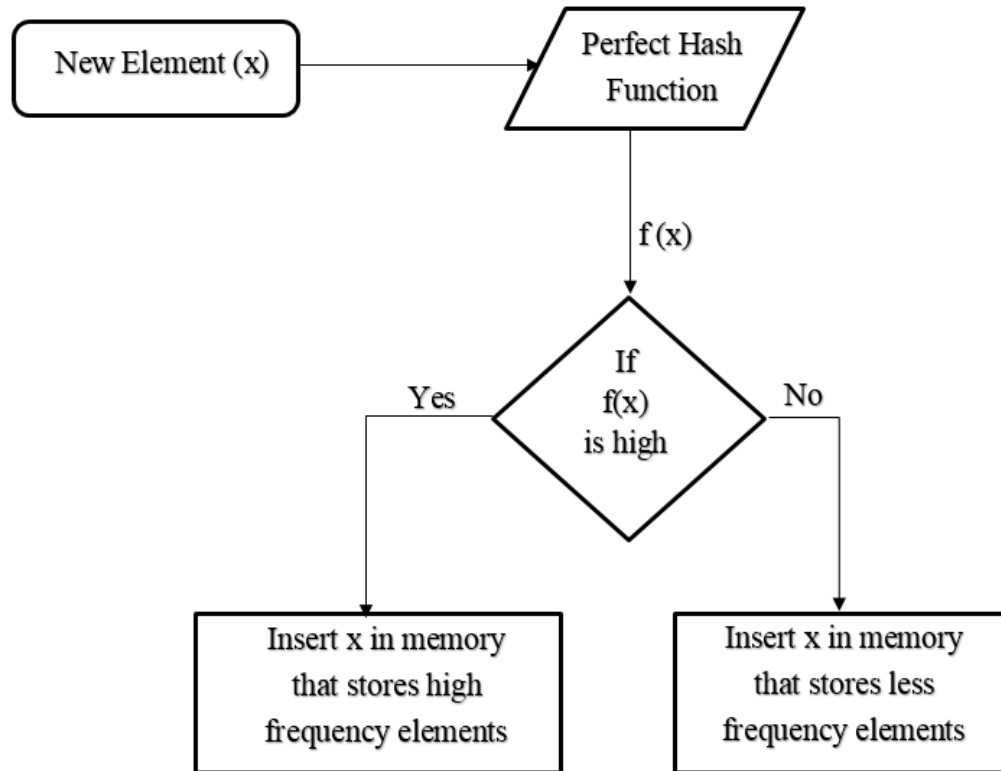 New Element (x)
Perfect Hash
Function
f (x)
If
f(x)
is high
Yes
No
Insert x in memory
that stores high
frequency elements
Insert x in memory
that stores less
frequency elements